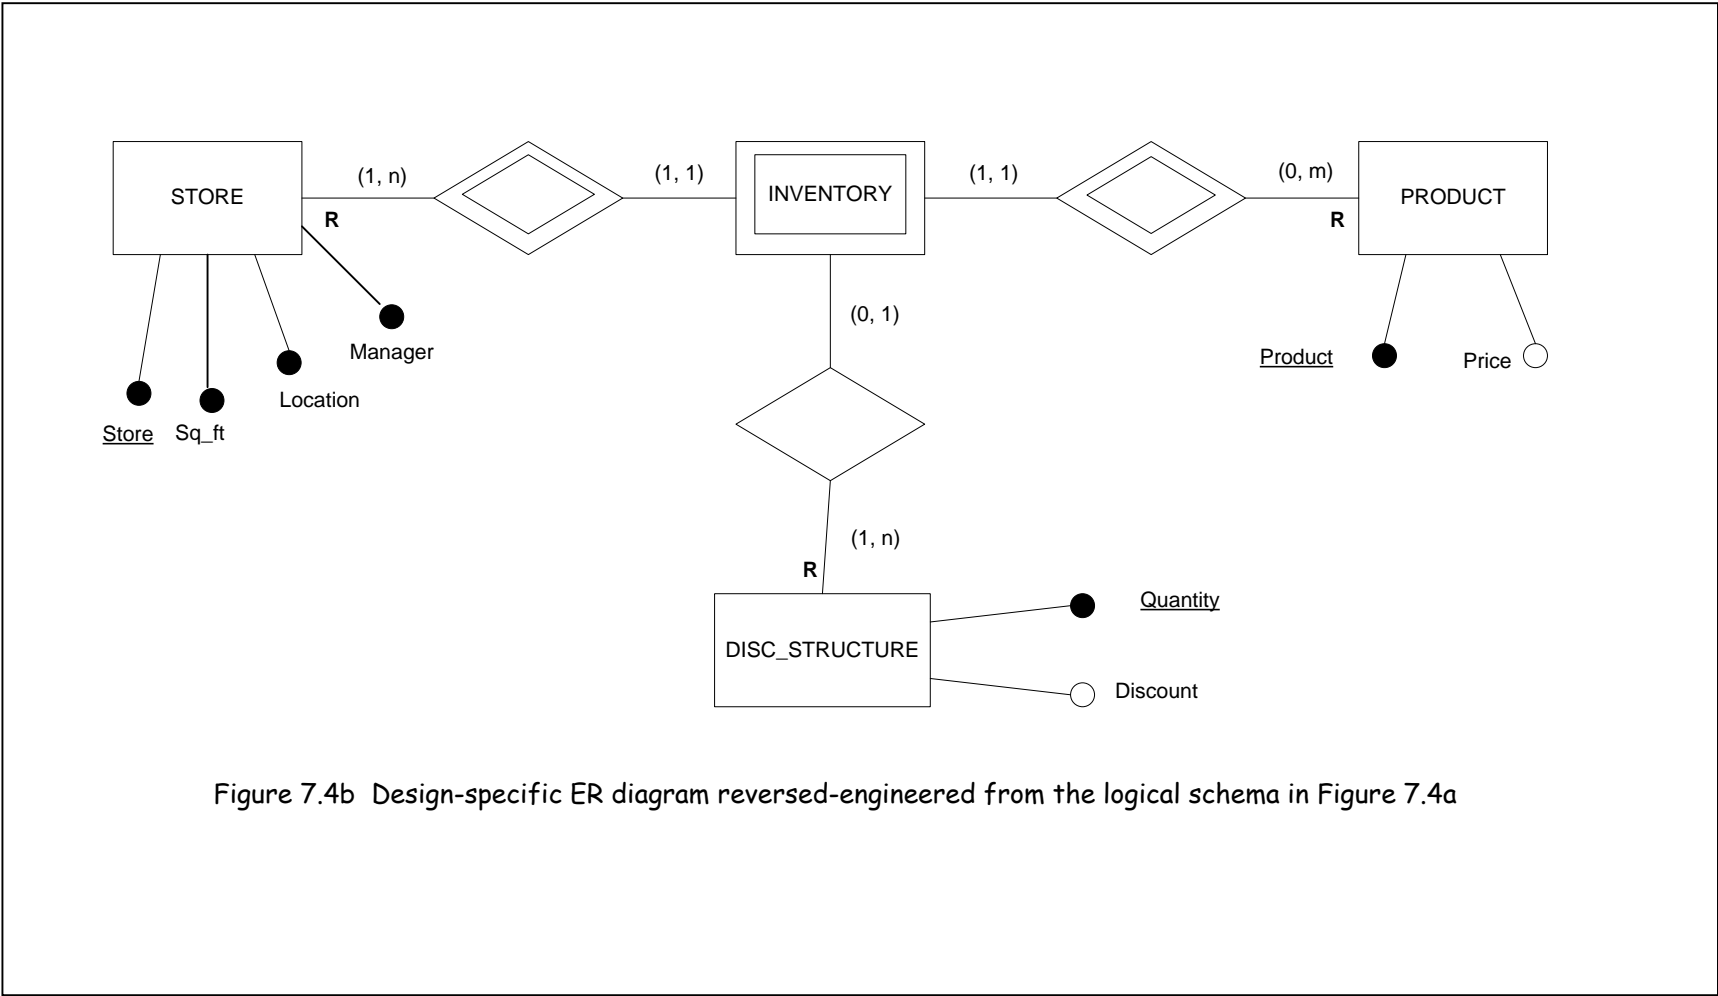 STORE
(1, n)
R
(1, 1)
INVENTORY
(1, 1)
(0, m)
R
PRODUCT
Manager
Location
Store
Sq_ft
(0, 1)
Product
Price
(1, n)
R
DISC_STRUCTURE
Quantity
Discount
Figure 7.4b Design-specific ER diagram reversed-engineered from the logical schema in Figure 7.4a